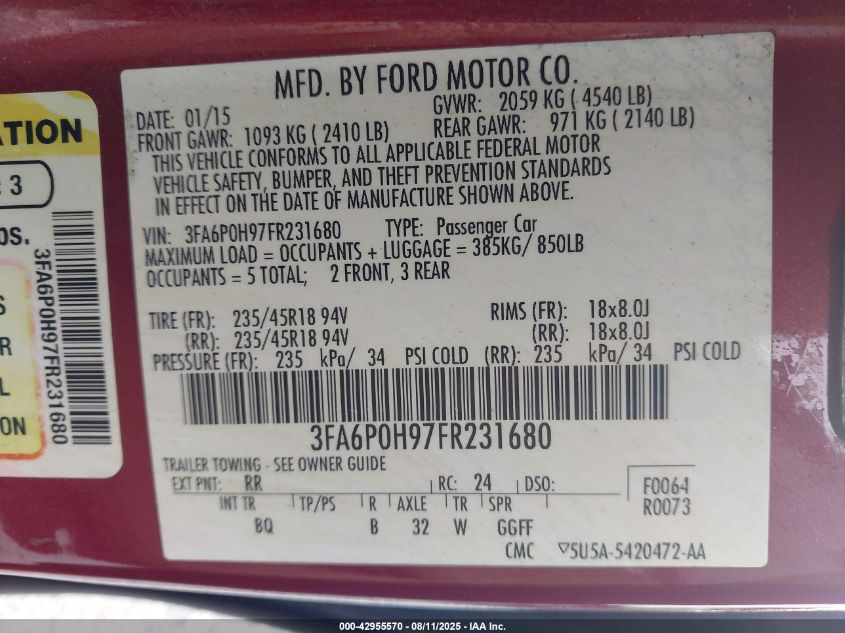 ATION
: 3
os.
S
R
L
ON
3FA6P0H97FR231680
MFD. BY FORD MOTOR CO.
DATE: 01/15 GVWR: 2059 KG ( 4540 LB)
FRONT GAWR: 1093 KG ( 2410 LB) REAR GAWR: 971 KG ( 2140 LB)
THIS VEHICLE CONFORMS TO ALL APPLICABLE FEDERAL MOTOR
VEHICLE SAFETY, BUMPER, AND THEFT PREVENTION STANDARDS
IN EFFECT ON THE DATE OF MANUFACTURE SHOWN ABOVE.
VIN: 3FA6P0H97FR231680 TYPE: Passenger Car
MAXIMUM LOAD = OCCUPANTS + LUGGAGE = 385KG/ 850LB
OCCUPANTS = 5 TOTAL; 2 FRONT, 3 REAR
TIRE (FR): 235/45R18 94V RIMS (FR): 18x8.0J
(RR): 235/45R18 94V (RR): 18x8.0J
PRESSURE (FR): 235 kPa/ 34 PSI COLD (RR): 235 kPa/ 34 PSI COLD
3FA6P0H97FR231680
TRAILER TOWING - SEE OWNER GUIDE
EXT PNT: RR RC: 24 DSO: F0064
INT TR TP/PS R AXLE TR SPR R0073
BQ B 32 W GGFF
CMC ▽5U5A-5420472-AA
000-42955570 - 08/11/2025 - IAA Inc.